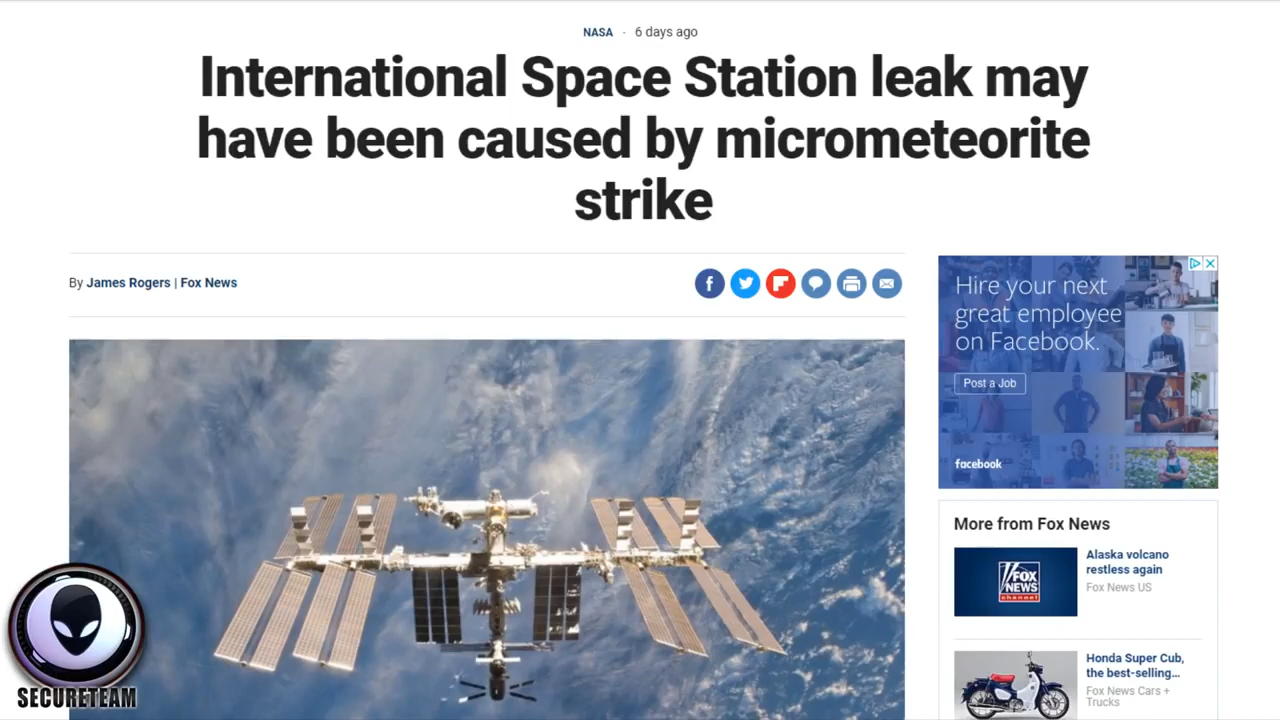 NASA · 6 days ago
International Space Station leak may
have been caused by micrometeorite
strike
By James Rogers | Fox News
Hire your next
great employee
on Facebook.
Post a Job
facebook
More from Fox News
FOX
NEWS
channel
Alaska volcano
restless again
Fox News US
Honda Super Cub,
the best-selling...
Fox News Cars +
Trucks
SECURETEAM